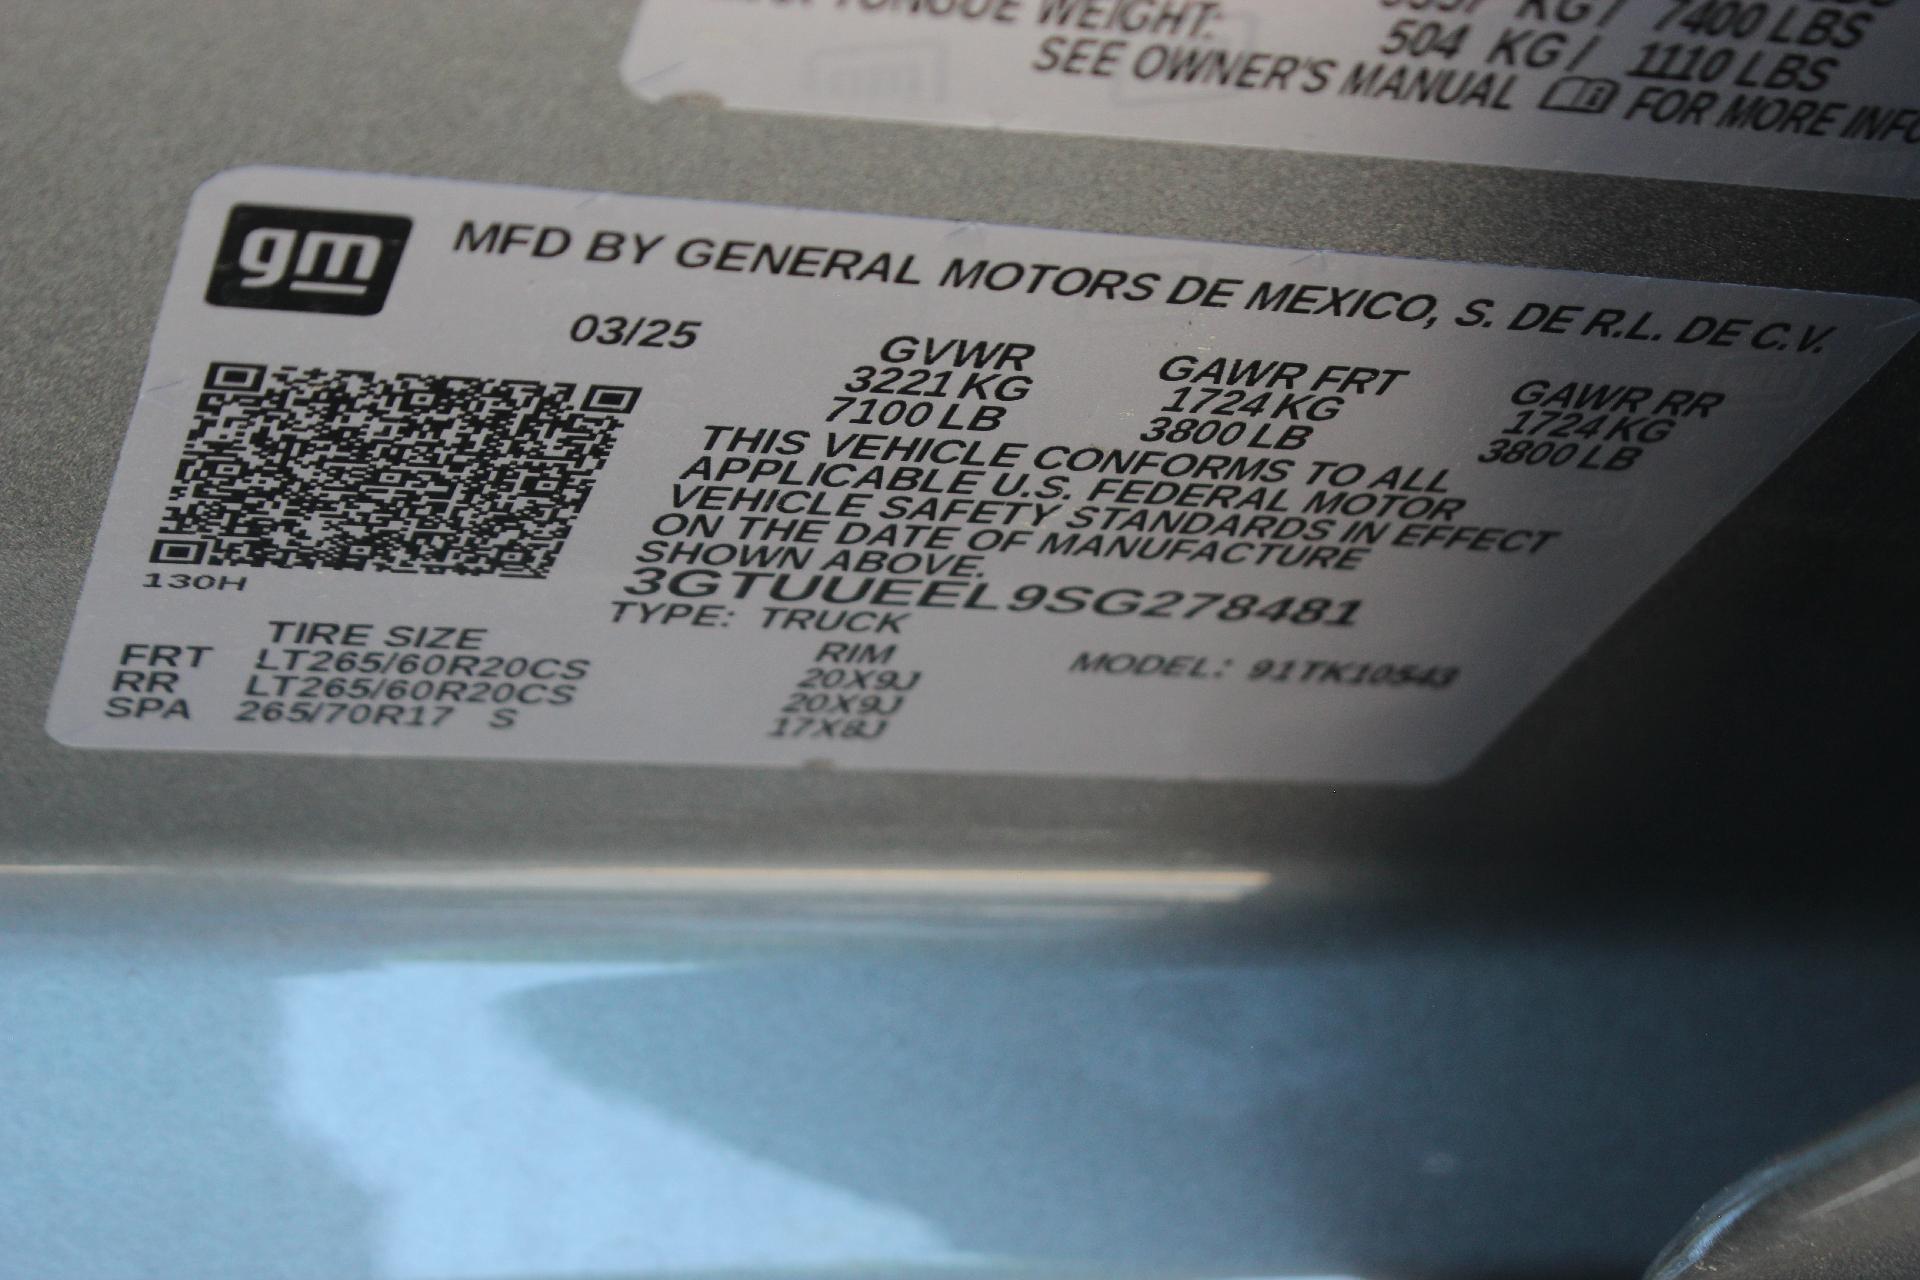 TONGUE WEIGHT:
KG / 7400 LBS
504 KG / 1110 LBS
SEE OWNER'S MANUAL FOR MORE
gm
MFD BY GENERAL MOTORS DE MEXICO, S. DE R.L. DE C.V.
03/25
GVWR GAWR FRT GAWR RR
3221 KG 1724 KG 1724 KG
7100 LB 3800 LB 3800 LB
THIS VEHICLE CONFORMS TO ALL
APPLICABLE U.S. FEDERAL MOTOR
VEHICLE SAFETY STANDARDS IN EFFECT
ON THE DATE OF MANUFACTURE
SHOWN ABOVE.
130H
3GTUUEEL9SG278481
TYPE: TRUCK
TIRE SIZE RIM MODEL: 91TK10543
FRT LT265/60R20CS 20X9J
RR LT265/60R20CS 20X9J
SPA 265/70R17 S 17X8J